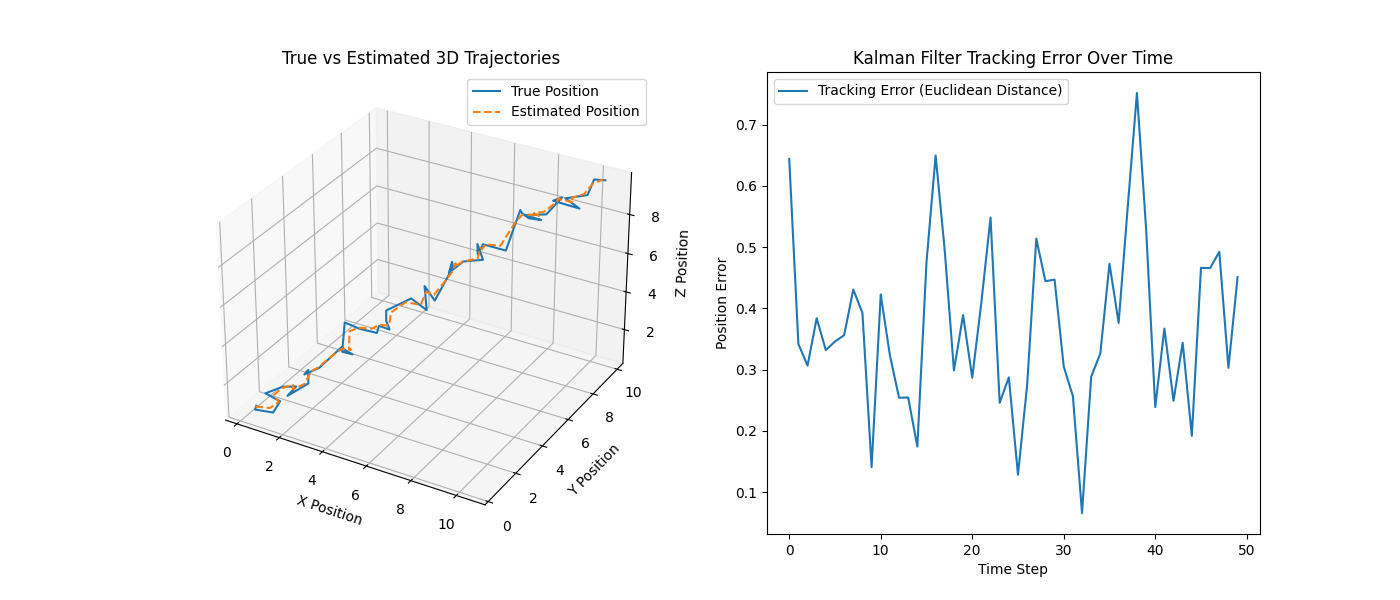 True vs Estimated 3D Trajectories
True Position
Estimated Position
0
2
4
6
8
10
X Position
0
2
4
6
8
10
Y Position
2
4
6
8
Z Position
Kalman Filter Tracking Error Over Time
Tracking Error (Euclidean Distance)
0.7
0.6
0.5
0.4
0.3
0.2
0.1
Position Error
0
10
20
30
40
50
Time Step